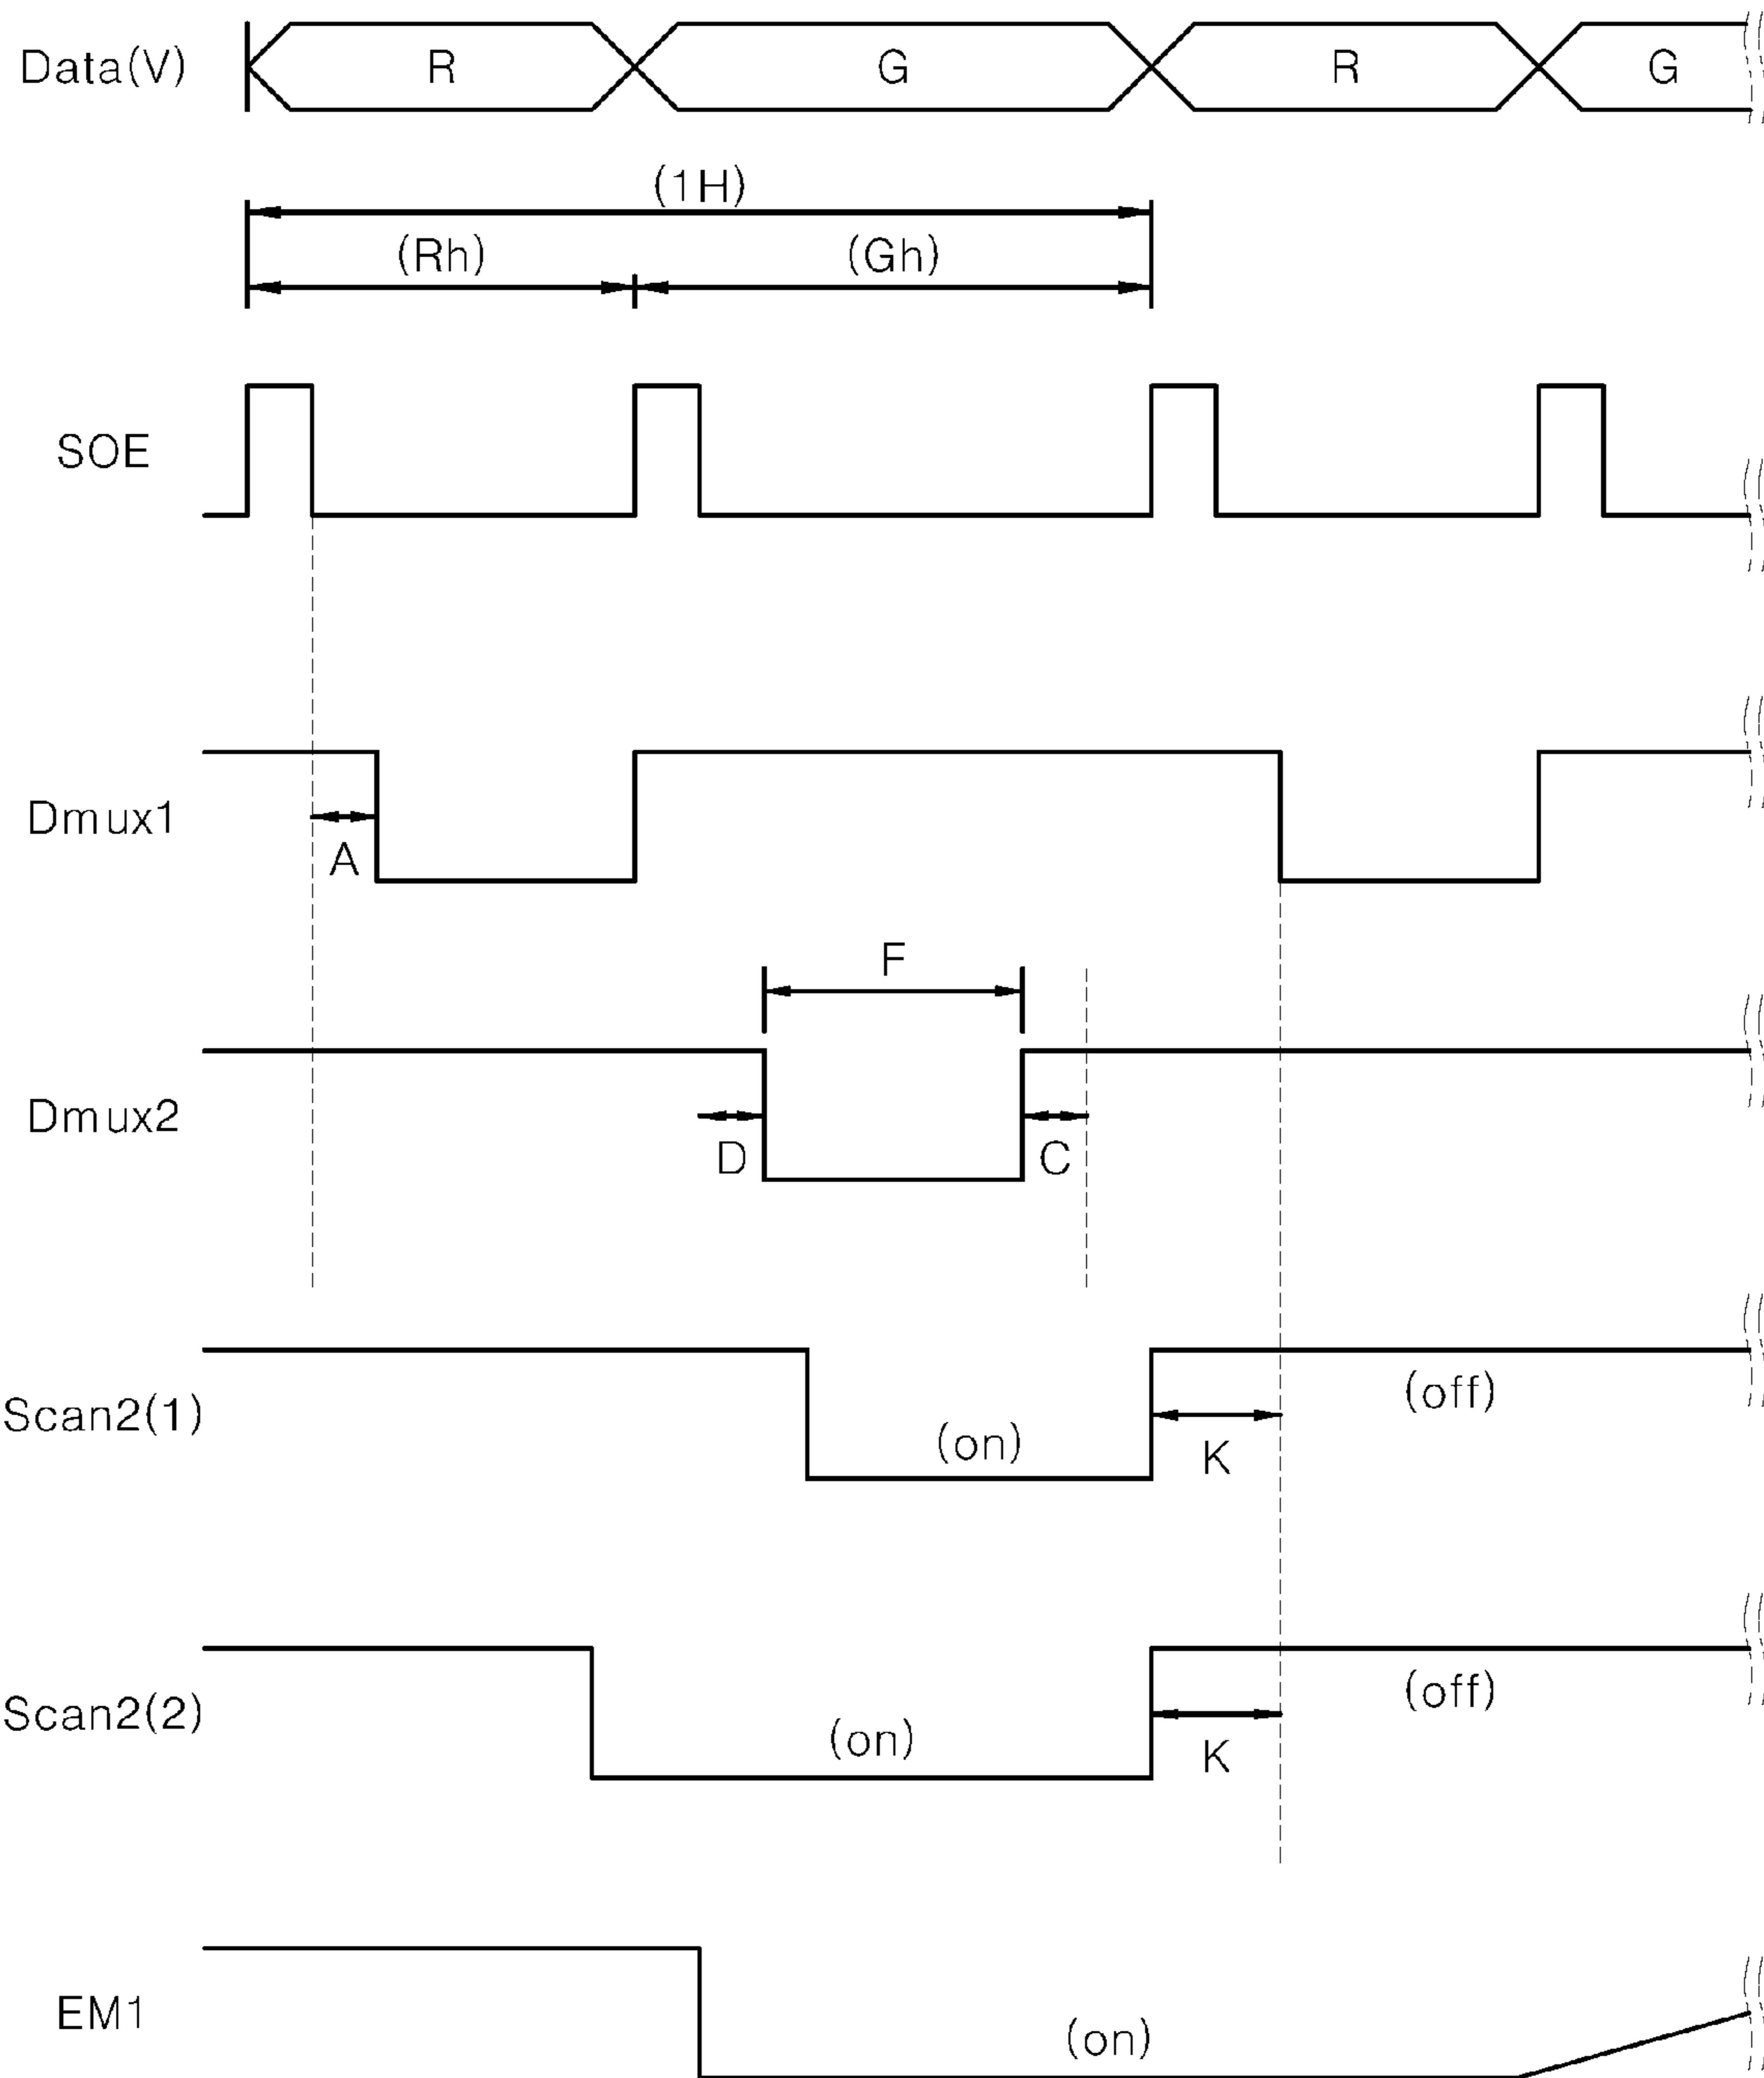 Data(V) R G R G
(1H)
(Rh) (Gh)
SOE
Dmux1
A
F
Dmux2
D C
Scan2(1)
(on) K (off)
Scan2(2)
(on) K (off)
EM1
(on)